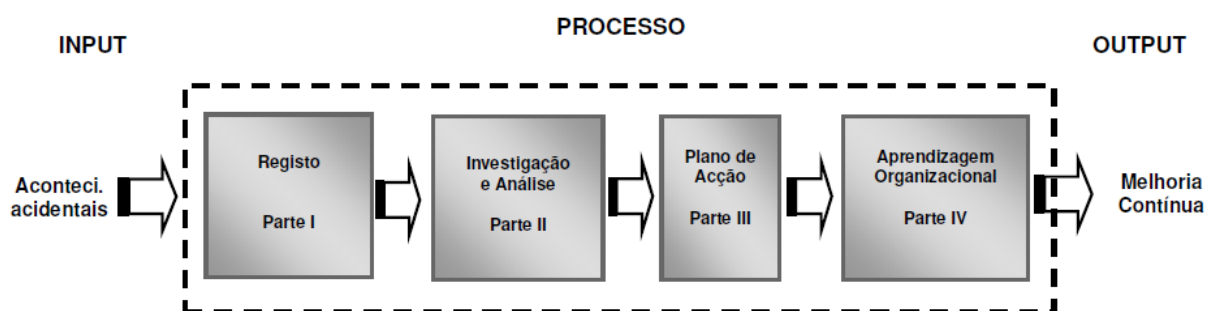 PROCESSO
INPUT
OUTPUT
Aconteci.
acidentais
Registo
Parte I
Investigação
e Análise
Parte II
Plano de
Acção
Parte III
Aprendizagem
Organizacional
Parte IV
Melhoria
Contínua